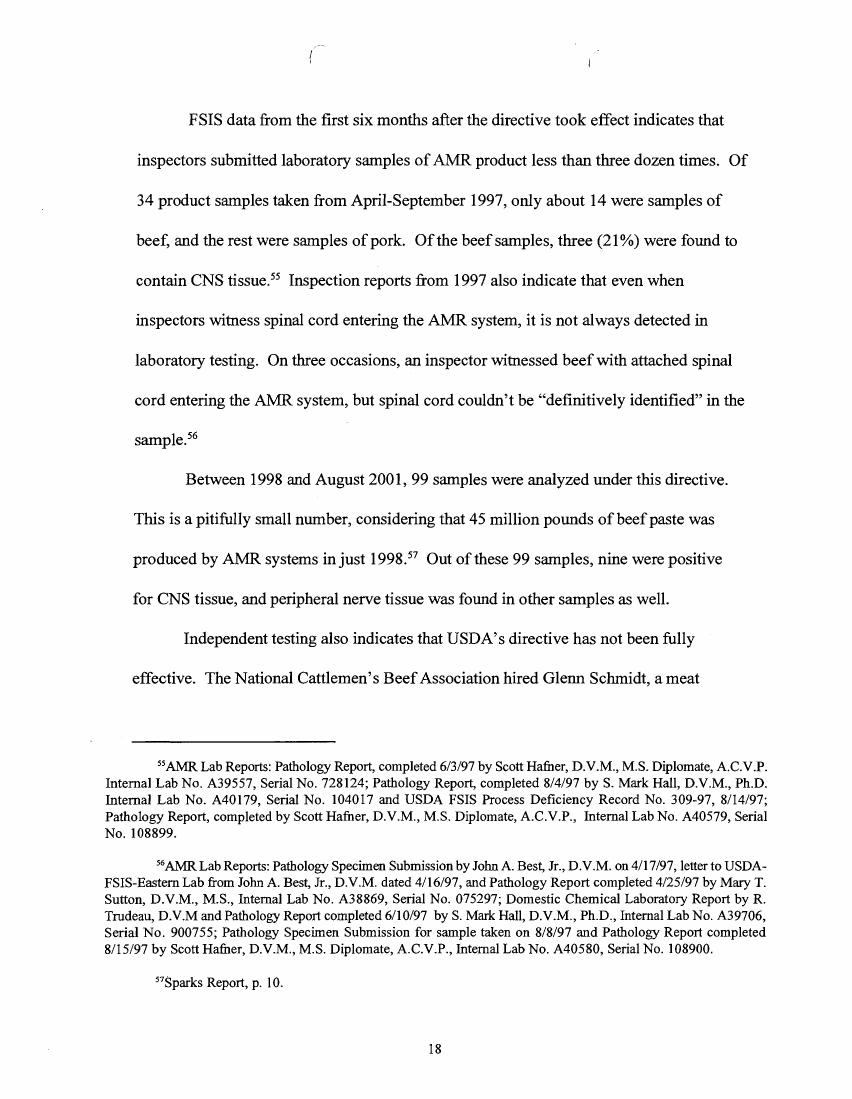 FSIS data from the first six months after the directive took effect indicates that
inspectors submitted laboratory samples of AMR product less than three dozen times. Of
34 product samples taken from April-September 1997, only about 14 were samples of
beef, and the rest were samples of pork. Of the beef samples, three (21%) were found to
contain CNS tissue.55 Inspection reports from 1997 also indicate that even when
inspectors witness spinal cord entering the AMR system, it is not always detected in
laboratory testing. On three occasions, an inspector witnessed beef with attached spinal
cord entering the AMR system, but spinal cord couldn't be “definitively identified” in the
sample.56
Between 1998 and August 2001, 99 samples were analyzed under this directive.
This is a pitifully small number, considering that 45 million pounds of beef paste was
produced by AMR systems in just 1998.57 Out of these 99 samples, nine were positive
for CNS tissue, and peripheral nerve tissue was found in other samples as well.
Independent testing also indicates that USDA's directive has not been fully
effective. The National Cattlemen's Beef Association hired Glenn Schmidt, a meat
55AMR Lab Reports: Pathology Report, completed 6/3/97 by Scott Hafner, D.V.M., M.S. Diplomate, A.C.V.P.
Internal Lab No. A39557, Serial No. 728124; Pathology Report, completed 8/4/97 by S. Mark Hall, D.V.M., Ph.D.
Internal Lab No. A40179, Serial No. 104017 and USDA FSIS Process Deficiency Record No. 309-97, 8/14/97;
Pathology Report, completed by Scott Hafner, D.V.M., M.S. Diplomate, A.C.V.P., Internal Lab No. A40579, Serial
No. 108899.
56AMR Lab Reports: Pathology Specimen Submission by John A. Best, Jr., D.V.M. on 4/17/97, letter to USDA-
FSIS-Eastern Lab from John A. Best, Jr., D.V.M. dated 4/16/97, and Pathology Report completed 4/25/97 by Mary T.
Sutton, D.V.M., M.S., Internal Lab No. A38869, Serial No. 075297; Domestic Chemical Laboratory Report by R.
Trudeau, D.V.M and Pathology Report completed 6/10/97 by S. Mark Hall, D.V.M., Ph.D., Internal Lab No. A39706,
Serial No. 900755; Pathology Specimen Submission for sample taken on 8/8/97 and Pathology Report completed
8/15/97 by Scott Hafner, D.V.M., M.S. Diplomate, A.C.V.P., Internal Lab No. A40580, Serial No. 108900.
57Sparks Report, p. 10.
18